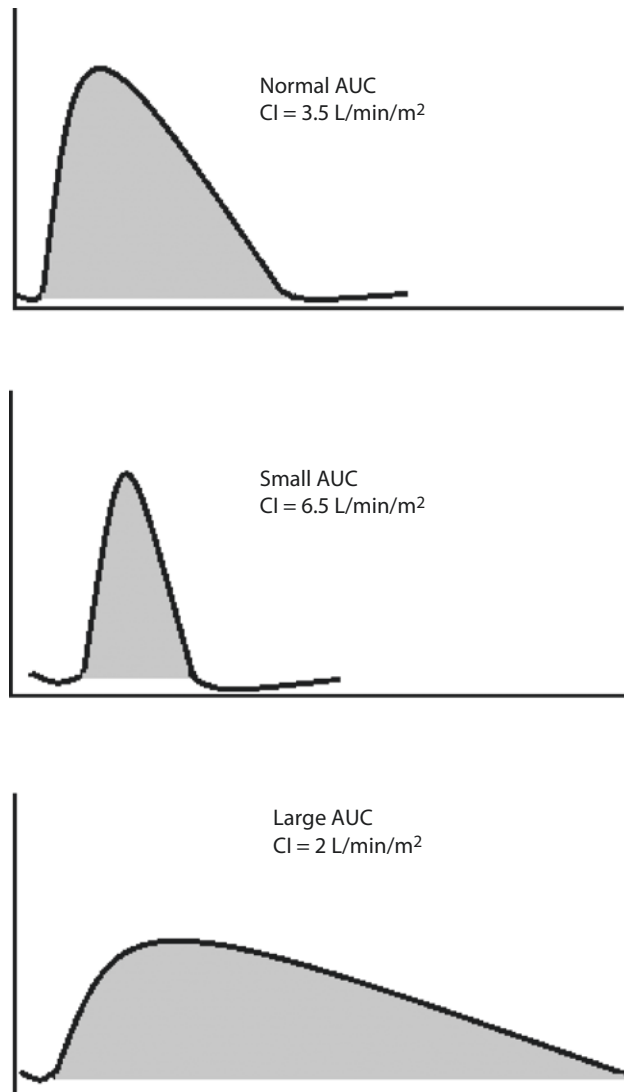 Normal AUC
CI = 3.5 L/min/m²
Small AUC
CI = 6.5 L/min/m²
Large AUC
CI = 2 L/min/m²